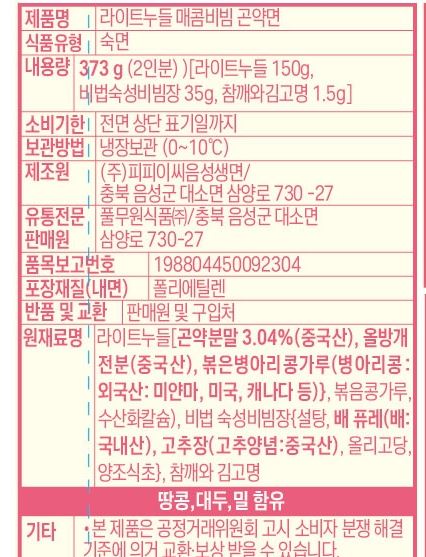 제품명 라이트누들 매콤비빔 곤약면
식품유형 숙면
내용량 373 g (2인분) )[라이트누들 150g,
비법숙성비빔장 35g, 참깨와김고명 1.5g]
소비기한 전면 상단 표기일까지
보관방법 냉장보관 (0~10℃)
제조원 (주)피피이씨음성생면/
충북 음성군 대소면 삼양로 730 -27
유통전문 풀무원식품㈜/충북 음성군 대소면
판매원 삼양로 730-27
품목보고번호 198804450092304
포장재질(내면) 폴리에틸렌
반품 및 교환 판매원 및 구입처
원재료명 라이트누들[곤약분말 3.04%(중국산), 올방개
전분(중국산), 볶은병아리콩가루(병아리콩:
외국산: 미얀마, 미국, 캐나다 등)}, 볶음콩가루,
수산화칼슘), 비법 숙성비빔장{설탕, 배 퓨레(배:
국내산), 고추장(고추양념:중국산), 올리고당,
양조식초}, 참깨와 김고명
땅콩,대두,밀 함유
기타 •본 제품은 공정거래위원회 고시 소비자 분쟁 해결
기준에 의거 교환·보상 받을 수 있습니다.